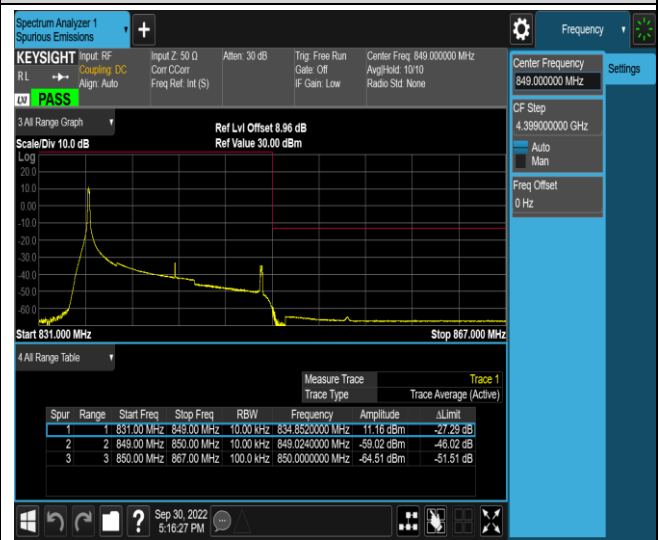 Spectrum Analyzer 1
Spurious Emissions
+
Frequency
KEYSIGHT
RL
Input: RF
Coupling: DC
Align: Auto
Input Z: 50 Ω
Corr CCorr
Freq Ref: Int (S)
Atten: 30 dB
Trig: Free Run
Gate: Off
IF Gain: Low
Center Freq: 849.000000 MHz
Avg|Hold: 10/10
Radio Std: None
LXI PASS
Center Frequency
849.000000 MHz
Settings
CF Step
4.399000000 GHz
Auto
Man
Freq Offset
0 Hz
3 All Range Graph
Ref Lvl Offset 8.96 dB
Scale/Div 10.0 dB
Ref Value 30.00 dBm
Log
20.0
10.0
0.00
-10.0
-20.0
-30.0
-40.0
-50.0
-60.0
Start 831.000 MHz
Stop 867.000 MHz
4 All Range Table
Measure Trace Trace 1
Trace Type Trace Average (Active)
Spur Range Start Freq Stop Freq RBW Frequency Amplitude ΔLimit
1 1 831.00 MHz 849.00 MHz 10.00 kHz 834.8520000 MHz 11.16 dBm -27.29 dB
2 2 849.00 MHz 850.00 MHz 10.00 kHz 849.0240000 MHz -59.02 dBm -46.02 dB
3 3 850.00 MHz 867.00 MHz 100.0 kHz 850.0000000 MHz -64.51 dBm -51.51 dB
?
Sep 30, 2022
5:16:27 PM